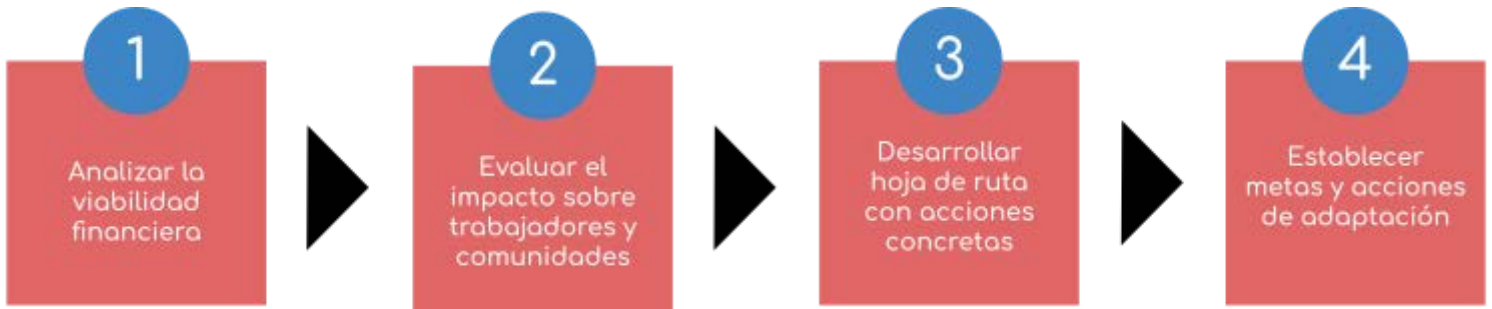 1
Analizar la
viabilidad
financiera
2
Evaluar el
impacto sobre
trabajadores y
comunidades
3
Desarrollar
hoja de ruta
con acciones
concretas
4
Establecer
metas y acciones
de adaptación